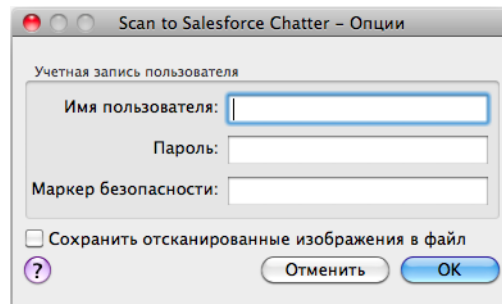 Scan to Salesforce Chatter – Опции
Учетная запись пользователя
Имя пользователя:
Пароль:
Маркер безопасности:
Сохранить отсканированные изображения в файл
? Отменить OK